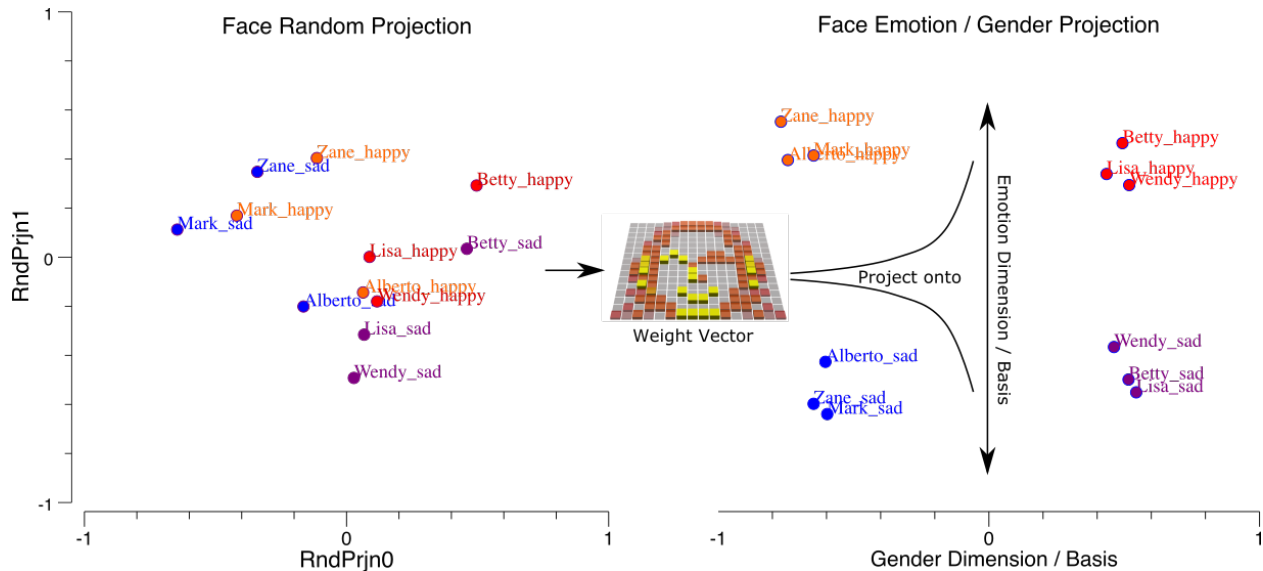 Face Random Projection
Face Emotion / Gender Projection
1
0
-1
RndPrjn1
Zane_happy
Zane_sad
Mark_happy
Mark_sad
Betty_happy
Betty_sad
Lisa_happy
Alberto_happy
Wendy_happy
Alberto_sad
Lisa_sad
Wendy_sad
-1
0
1
RndPrjn0
Weight Vector
Project onto
Zane_happy
Mark_happy
Alberto_happy
Betty_happy
Lisa_happy
Wendy_happy
Emotion Dimension / Basis
Alberto_sad
Zane_sad
Mark_sad
Wendy_sad
Betty_sad
Lisa_sad
-1
0
1
Gender Dimension / Basis